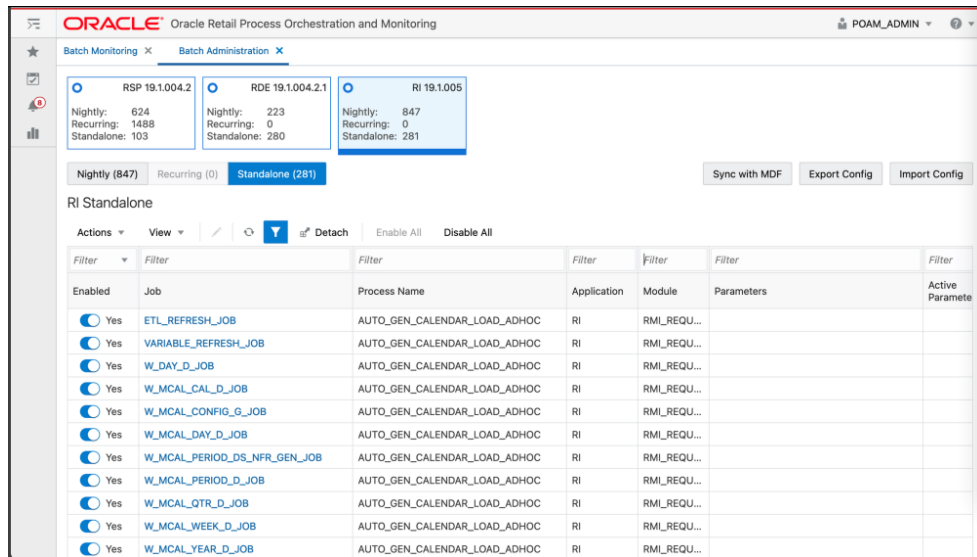 ORACLE Oracle Retail Process Orchestration and Monitoring POAM_ADMIN
Batch Monitoring Batch Administration
8
RSP 19.1.004.2
Nightly: 624
Recurring: 1488
Standalone: 103
RDE 19.1.004.2.1
Nightly: 223
Recurring: 0
Standalone: 280
RI 19.1.005
Nightly: 847
Recurring: 0
Standalone: 281
Nightly (847) Recurring (0) Standalone (281) Sync with MDF Export Config Import Config
RI Standalone
Actions View Detach Enable All Disable All
Filter Filter Filter Filter Filter Filter Filter
Enabled Job Process Name Application Module Parameters Active Paramete
Yes ETL_REFRESH_JOB AUTO_GEN_CALENDAR_LOAD_ADHOC RI RMI_REQU...
Yes VARIABLE_REFRESH_JOB AUTO_GEN_CALENDAR_LOAD_ADHOC RI RMI_REQU...
Yes W_DAY_D_JOB AUTO_GEN_CALENDAR_LOAD_ADHOC RI RMI_REQU...
Yes W_MCAL_CAL_D_JOB AUTO_GEN_CALENDAR_LOAD_ADHOC RI RMI_REQU...
Yes W_MCAL_CONFIG_G_JOB AUTO_GEN_CALENDAR_LOAD_ADHOC RI RMI_REQU...
Yes W_MCAL_DAY_D_JOB AUTO_GEN_CALENDAR_LOAD_ADHOC RI RMI_REQU...
Yes W_MCAL_PERIOD_DS_NFR_GEN_JOB AUTO_GEN_CALENDAR_LOAD_ADHOC RI RMI_REQU...
Yes W_MCAL_PERIOD_D_JOB AUTO_GEN_CALENDAR_LOAD_ADHOC RI RMI_REQU...
Yes W_MCAL_QTR_D_JOB AUTO_GEN_CALENDAR_LOAD_ADHOC RI RMI_REQU...
Yes W_MCAL_WEEK_D_JOB AUTO_GEN_CALENDAR_LOAD_ADHOC RI RMI_REQU...
Yes W_MCAL_YEAR_D_JOB AUTO_GEN_CALENDAR_LOAD_ADHOC RI RMI_REQU...